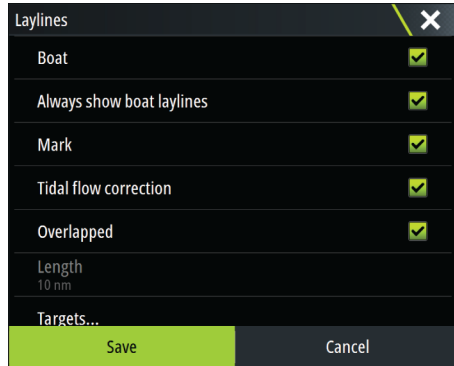 Laylines
Boat
Always show boat laylines
Mark
Tidal flow correction
Overlapped
Length
10 nm
Targets...
Save Cancel